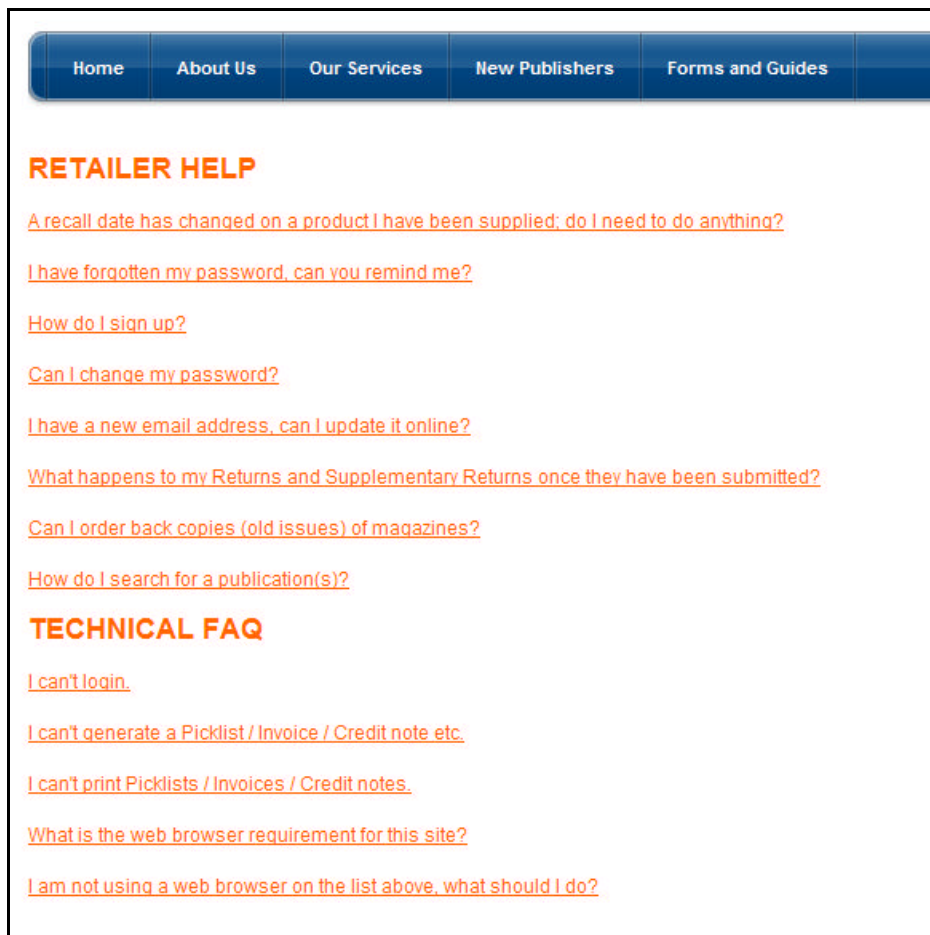 Home About Us Our Services New Publishers Forms and Guides
RETAILER HELP
A recall date has changed on a product I have been supplied; do I need to do anything?
I have forgotten my password, can you remind me?
How do I sign up?
Can I change my password?
I have a new email address, can I update it online?
What happens to my Returns and Supplementary Returns once they have been submitted?
Can I order back copies (old issues) of magazines?
How do I search for a publication(s)?
TECHNICAL FAQ
I can't login.
I can't generate a Picklist / Invoice / Credit note etc.
I can't print Picklists / Invoices / Credit notes.
What is the web browser requirement for this site?
I am not using a web browser on the list above, what should I do?